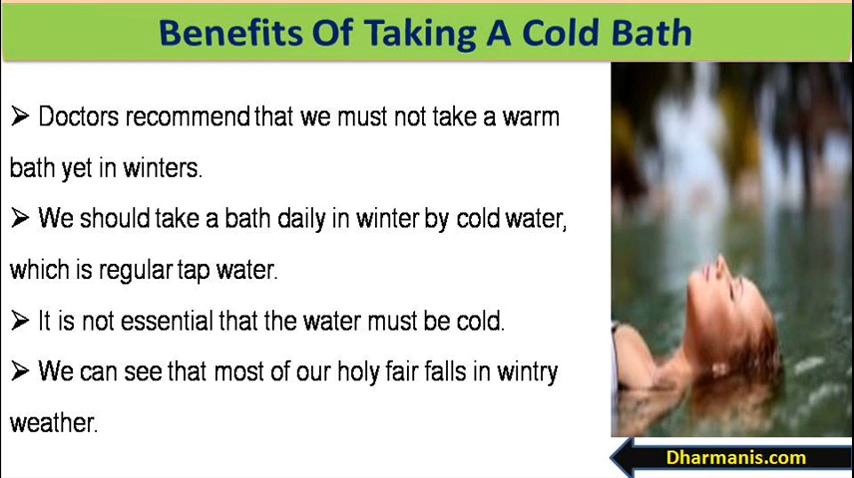 Benefits Of Taking A Cold Bath
➢ Doctors recommend that we must not take a warm
bath yet in winters.
➢ We should take a bath daily in winter by cold water,
which is regular tap water.
➢ It is not essential that the water must be cold.
➢ We can see that most of our holy fair falls in wintry
weather.
Dharmanis.com